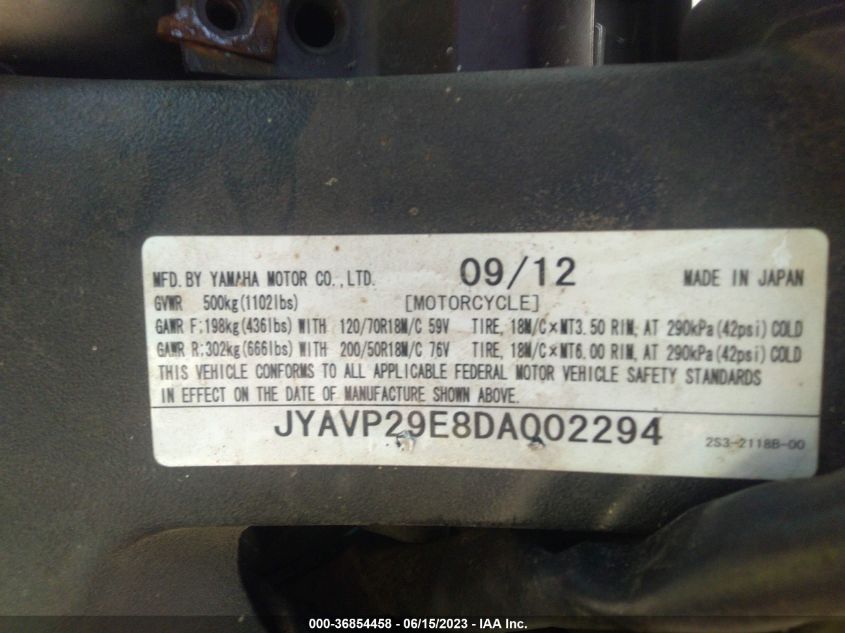 MFD. BY YAMAHA MOTOR CO., LTD. 09/12 MADE IN JAPAN
GVWR 500kg(1102lbs) [MOTORCYCLE]
GAWR F:198kg(436lbs) WITH 120/70R18M/C 59V TIRE, 18M/C×MT3.50 RIM, AT 290kPa(42psi) COLD
GAWR R:302kg(666lbs) WITH 200/50R18M/C 76V TIRE, 18M/C×MT6.00 RIM, AT 290kPa(42psi) COLD
THIS VEHICLE CONFORMS TO ALL APPLICABLE FEDERAL MOTOR VEHICLE SAFETY STANDARDS
IN EFFECT ON THE DATE OF MANUFACTURE SHOWN ABOVE.
JYAVP29E8DA002294 2S3-2118B-00
000-36854458 - 06/15/2023 - IAA Inc.